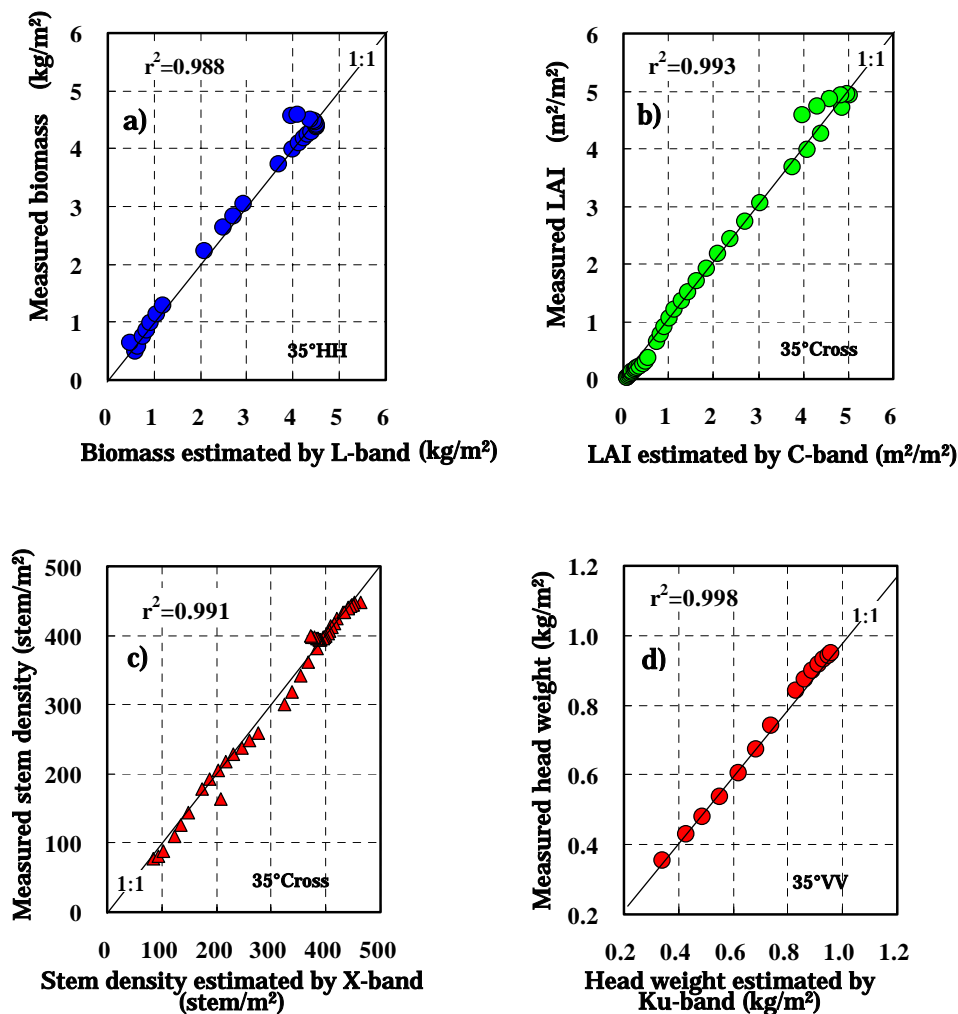 Measured biomass (kg/m²)
6
5
4
3
2
1
0
r²=0.988
1:1
a)
35°HH
0 1 2 3 4 5 6
Biomass estimated by L-band (kg/m²)
Measured LAI (m²/m²)
6
5
4
3
2
1
0
r²=0.993
1:1
b)
35°Cross
0 1 2 3 4 5 6
LAI estimated by C-band (m²/m²)
Measured stem density (stem/m²)
500
400
300
200
100
0
r²=0.991
c)
1:1
35°Cross
0 100 200 300 400 500
Stem density estimated by X-band
(stem/m²)
Measured head weight (kg/m²)
1.2
1.0
0.8
0.6
0.4
0.2
r²=0.998
1:1
d)
35°VV
0.2 0.4 0.6 0.8 1.0 1.2
Head weight estimated by
Ku-band (kg/m²)